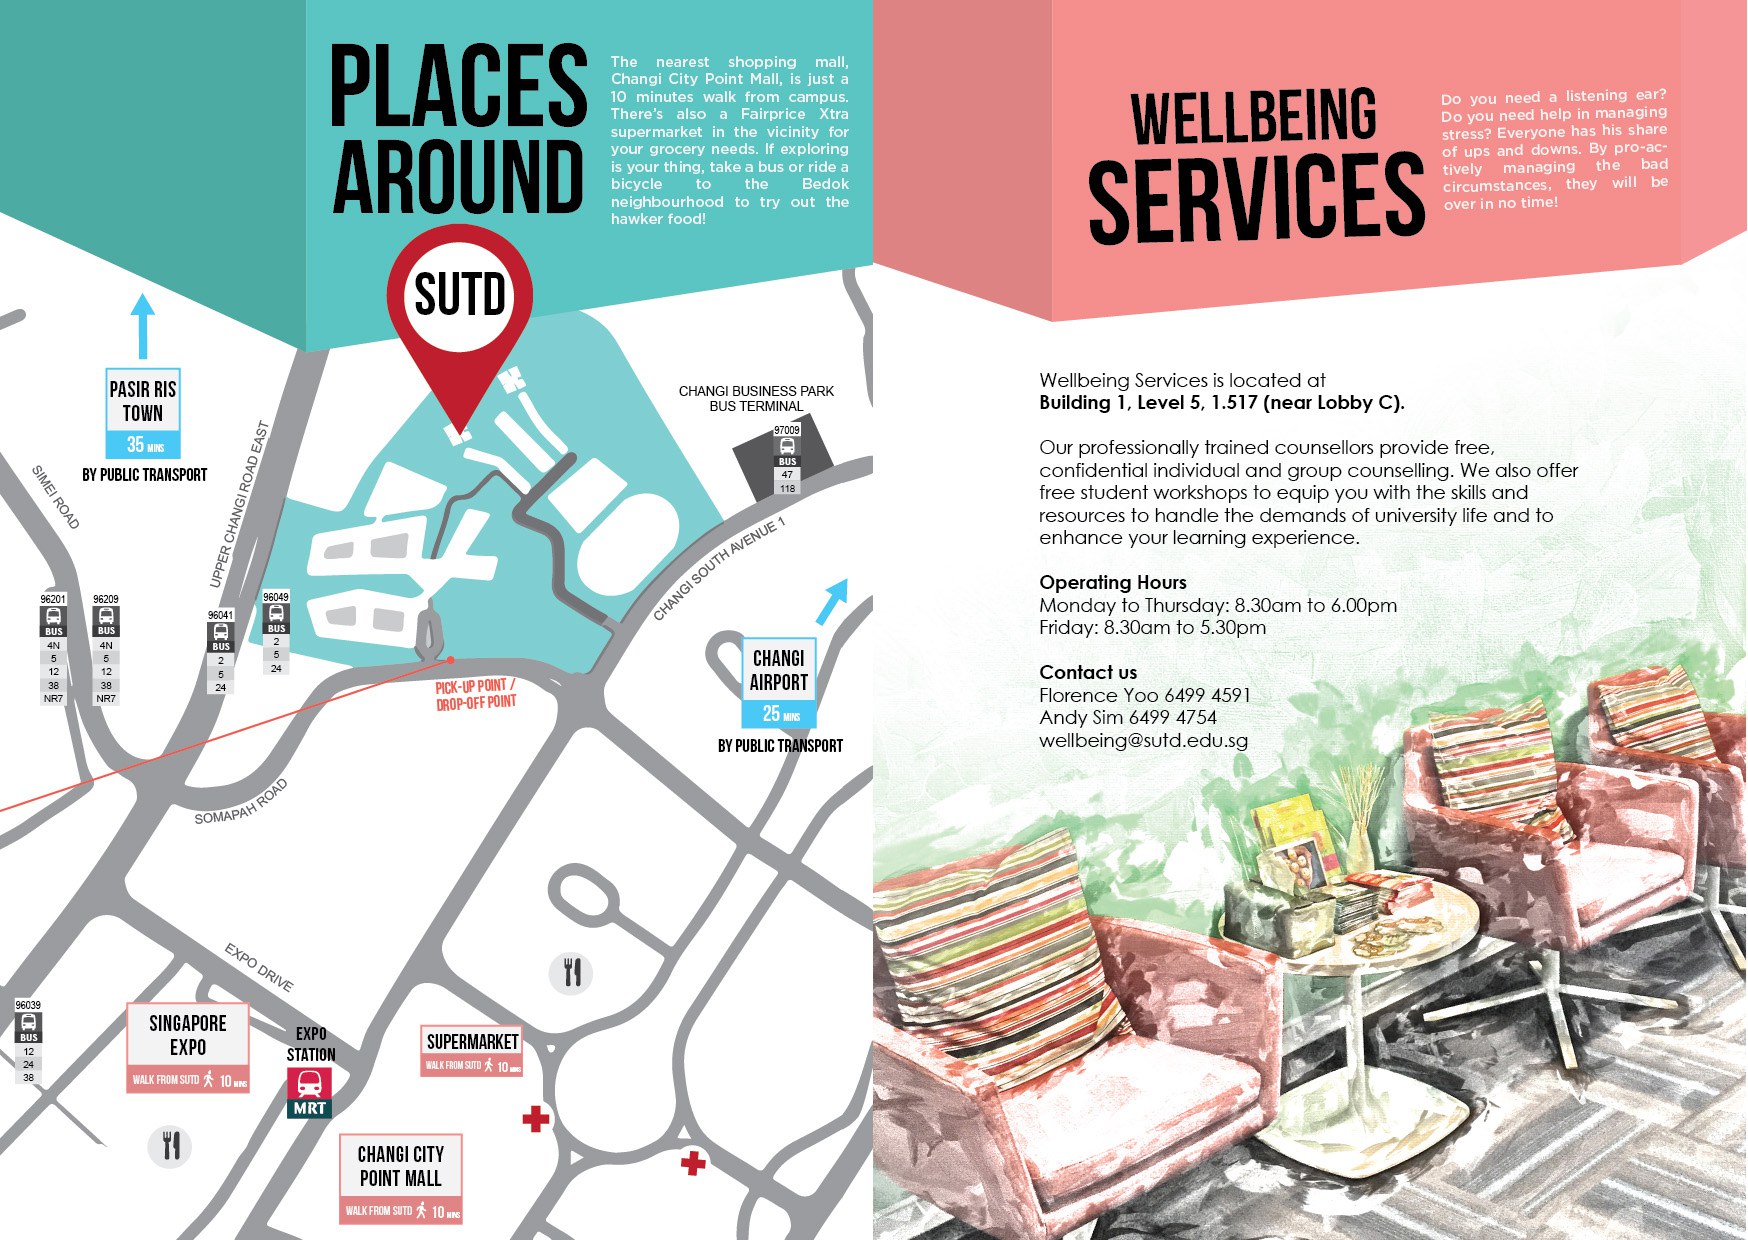 PLACES
AROUND
The nearest shopping mall,
Changi City Point Mall, is just a
10 minutes walk from campus.
There's also a Fairprice Xtra
supermarket in the vicinity for
your grocery needs. If exploring
is your thing, take a bus or ride a
bicycle to the Bedok
neighbourhood to try out the
hawker food!
SUTD
PASIR RIS
TOWN
35 MINS
BY PUBLIC TRANSPORT
SIMEI ROAD
UPPER CHANGI ROAD EAST
CHANGI BUSINESS PARK
BUS TERMINAL
97009
BUS
47
118
CHANGI SOUTH AVENUE 1
96201
BUS
4N
5
12
38
NR7
96209
BUS
4N
5
12
38
NR7
96041
BUS
2
5
24
96049
BUS
2
5
24
PICK-UP POINT /
DROP-OFF POINT
CHANGI
AIRPORT
25 MINS
BY PUBLIC TRANSPORT
SOMAPAH ROAD
EXPO DRIVE
96039
BUS
12
24
38
SINGAPORE
EXPO
WALK FROM SUTD 10 MINS
EXPO
STATION
MRT
SUPERMARKET
WALK FROM SUTD 10 MINS
CHANGI CITY
POINT MALL
WALK FROM SUTD 10 MINS
WELLBEING
SERVICES
Do you need a listening ear?
Do you need help in managing
stress? Everyone has his share
of ups and downs. By pro-ac-
tively managing the bad
circumstances, they will be
over in no time!
Wellbeing Services is located at
Building 1, Level 5, 1.517 (near Lobby C).
Our professionally trained counsellors provide free,
confidential individual and group counselling. We also offer
free student workshops to equip you with the skills and
resources to handle the demands of university life and to
enhance your learning experience.
Operating Hours
Monday to Thursday: 8.30am to 6.00pm
Friday: 8.30am to 5.30pm
Contact us
Florence Yoo 6499 4591
Andy Sim 6499 4754
wellbeing@sutd.edu.sg